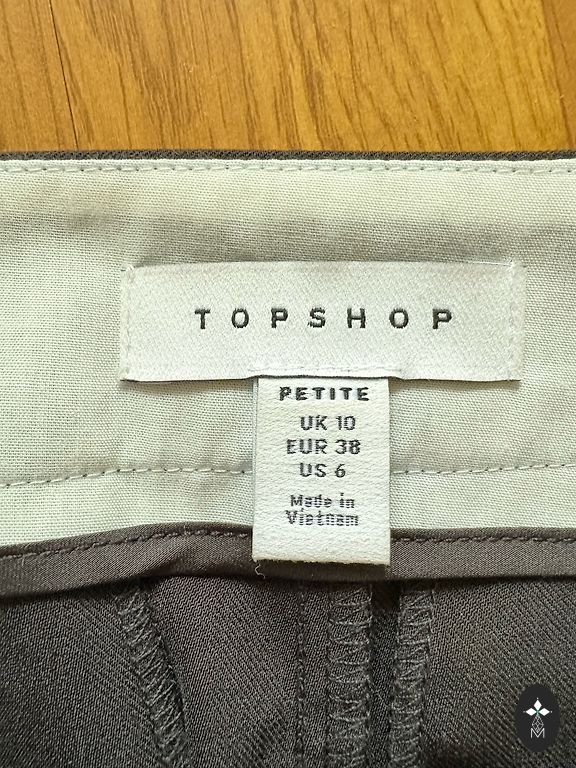 TOPSHOP
PETITE
UK 10
EUR 38
US 6
Made in
Vietnam